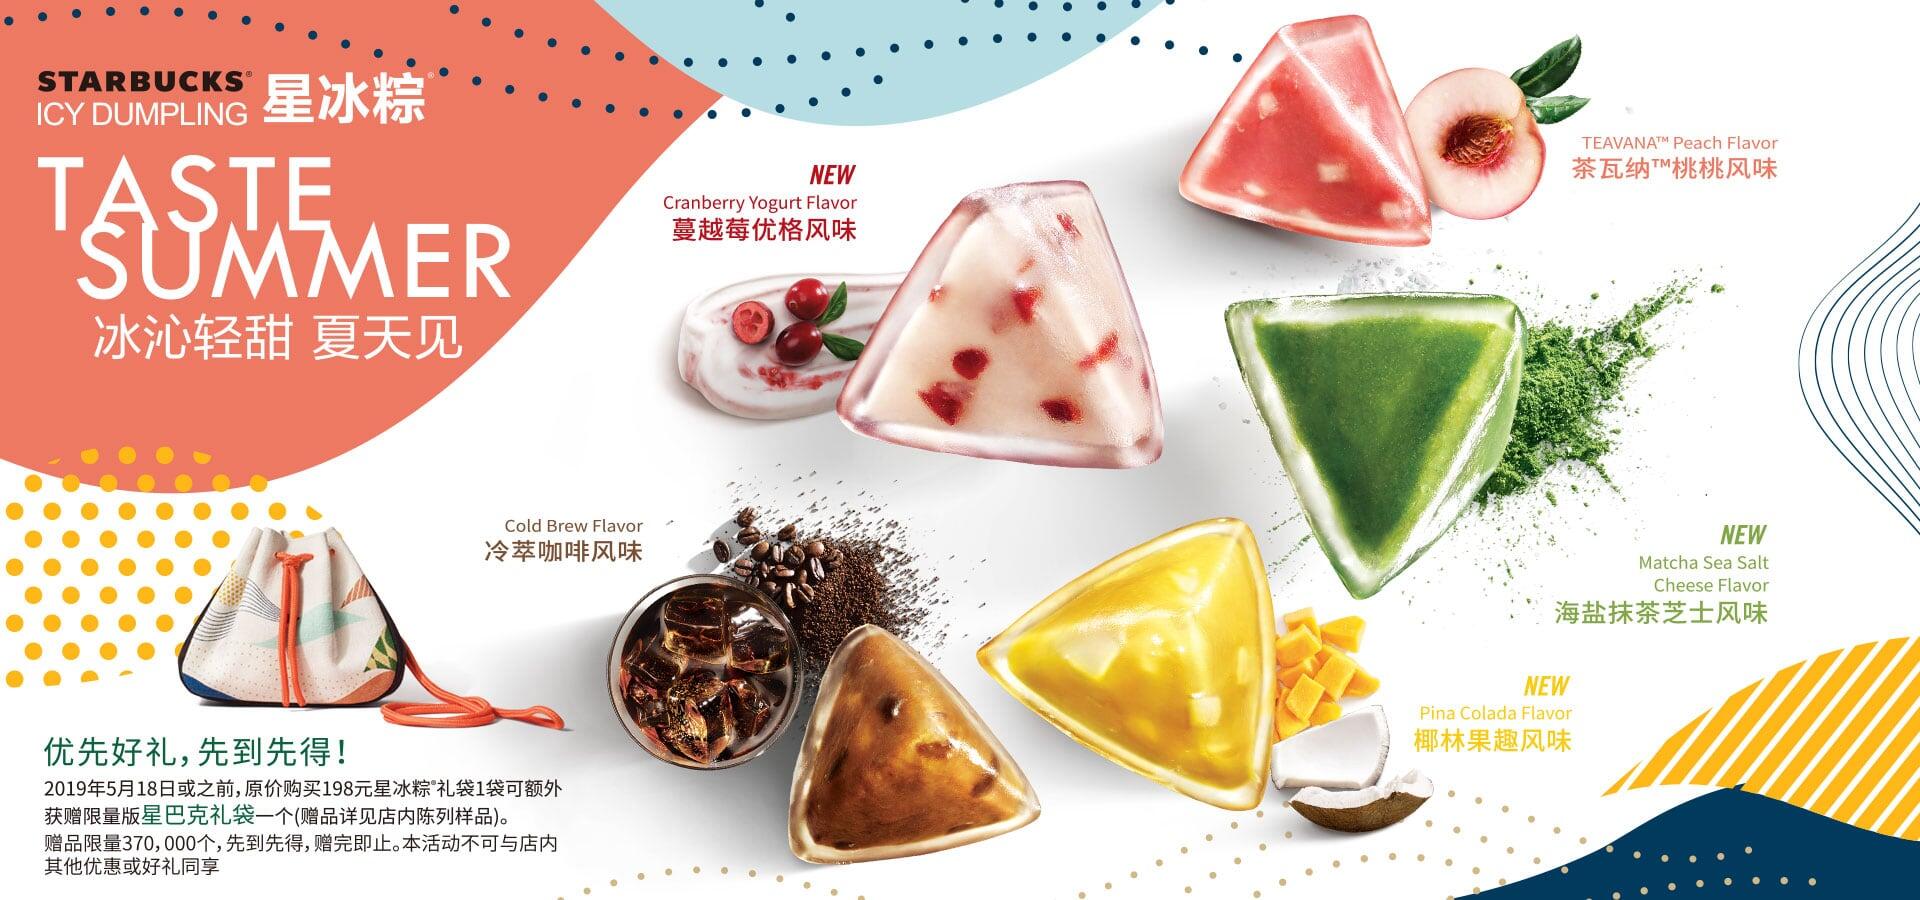 STARBUCKS®
ICY DUMPLING
星冰粽®
TASTE
SUMMER
冰沁轻甜 夏天见
NEW
Cranberry Yogurt Flavor
蔓越莓优格风味
TEAVANA™ Peach Flavor
茶瓦纳™桃桃风味
Cold Brew Flavor
冷萃咖啡风味
NEW
Matcha Sea Salt
Cheese Flavor
海盐抹茶芝士风味
NEW
Pina Colada Flavor
椰林果趣风味
优先好礼，先到先得！
2019年5月18日或之前，原价购买198元星冰粽®礼袋1袋可额外
获赠限量版星巴克礼袋一个(赠品详见店内陈列样品)。
赠品限量370,000个，先到先得，赠完即止。本活动不可与店内
其他优惠或好礼同享